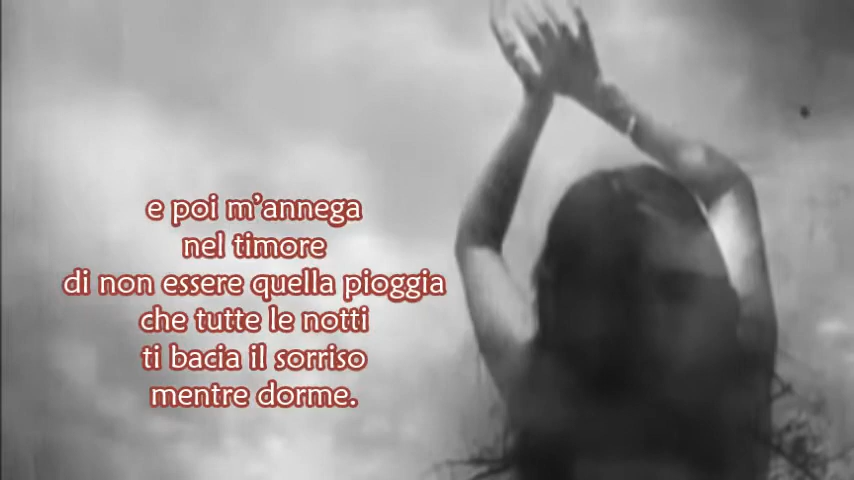 e poi m’annega
nel timore
di non essere quella pioggia
che tutte le notti
ti bacia il sorriso
mentre dorme.